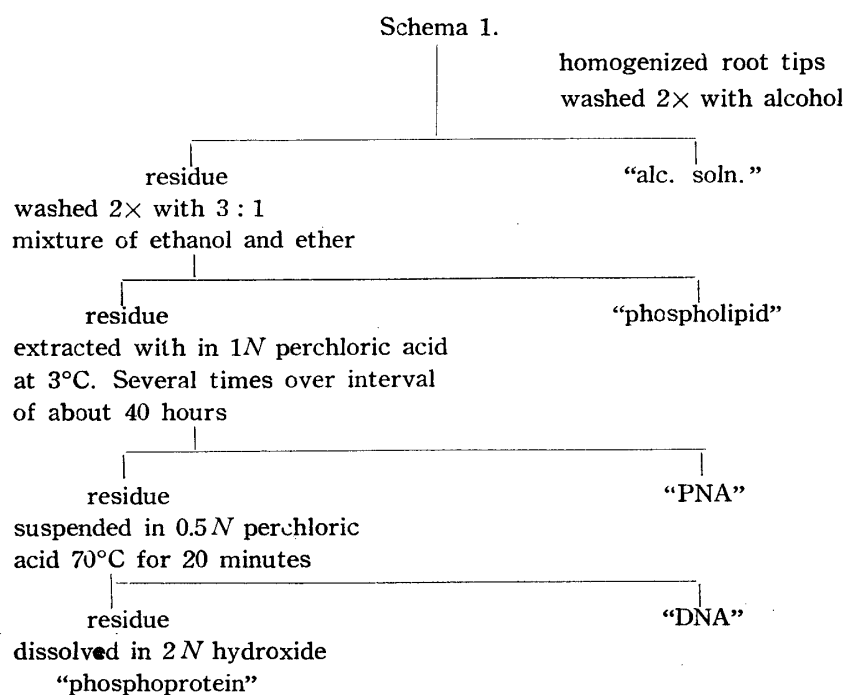 Schema 1.
homogenized root tips
washed 2× with alcohol
residue
“alc. soln.”
washed 2× with 3 : 1
mixture of ethanol and ether
residue
“phospholipid”
extracted with in 1N perchloric acid
at 3°C. Several times over interval
of about 40 hours
residue
“PNA”
suspended in 0.5 N perchloric
acid 70°C for 20 minutes
residue
“DNA”
dissolved in 2 N hydroxide
“phosphoprotein”